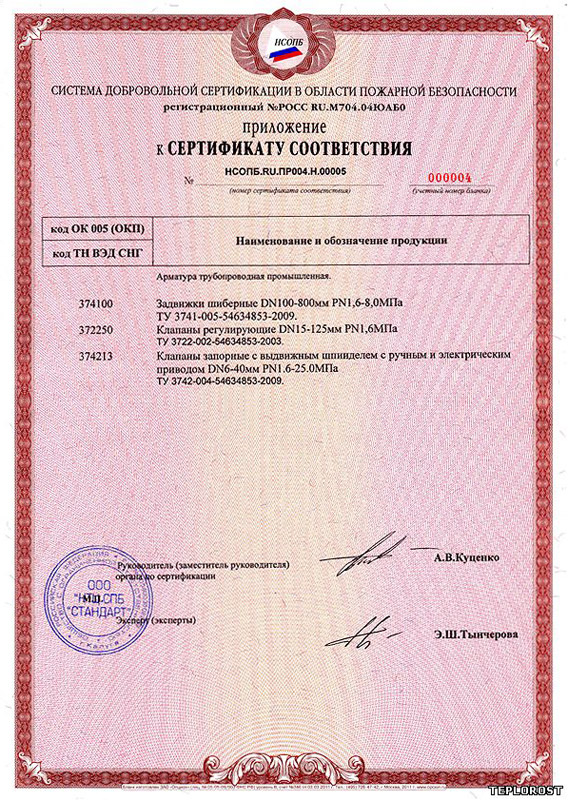 НСОПБ
СИСТЕМА ДОБРОВОЛЬНОЙ СЕРТИФИКАЦИИ В ОБЛАСТИ ПОЖАРНОЙ БЕЗОПАСНОСТИ
регистрационный №РОСС RU.М704.04ЮАБ0
приложение
к СЕРТИФИКАТУ СООТВЕТСТВИЯ
НСОПБ.RU.ПР004.Н.00005
№ 000004
(номер сертификата соответствия) (учетный номер бланка)
код ОК 005 (ОКП)
код ТН ВЭД СНГ
Наименование и обозначение продукции
Арматура трубопроводная промышленная.
374100 Задвижки шиберные DN100-800мм PN1,6-8,0МПа
ТУ 3741-005-54634853-2009.
372250 Клапаны регулирующие DN15-125мм PN1,6МПа
ТУ 3722-002-54634853-2003.
374213 Клапаны запорные с выдвижным шпинделем с ручным и электрическим
приводом DN6-40мм PN1.6-25.0МПа
ТУ 3742-004-54634853-2009.
Руководитель (заместитель руководителя)
органа по сертификации
А.В.Куценко
ООО
СТАНДАРТ"
М.П.
г. Калуга
Эксперт (эксперты)
Э.Ш.Тынчерова
TEPLOROST